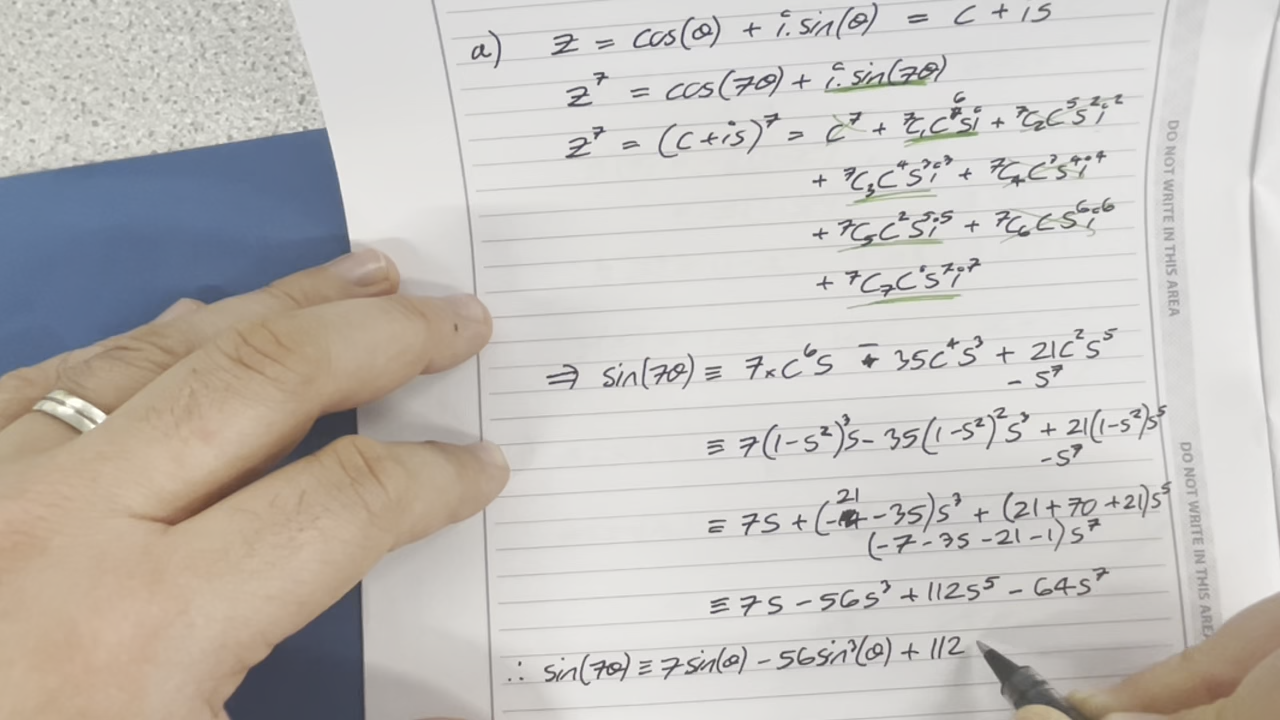 a) z = cos(θ) + i.sin(θ) = c + is
z⁷ = cos(7θ) + i.sin(7θ)
z⁷ = (c+is)⁷ = c⁷ + ⁷C₁c⁶si + ⁷C₂c⁵s²i²
+ ⁷C₃c⁴s³i³ + ⁷C₄c³s⁴i⁴
+ ⁷C₅c²s⁵i⁵ + ⁷C₆cs⁶i⁶
+ ⁷C₇c⁰s⁷i⁷
⇒ sin(7θ) ≡ 7×c⁶s - 35c⁴s³ + 21c²s⁵
- s⁷
≡ 7(1-s²)³s - 35(1-s²)²s³ + 21(1-s²)s⁵
-s⁷
≡ 7s + (-21-35)s³ + (21+70+21)s⁵
(-7-35-21-1)s⁷
≡ 7s - 56s³ + 112s⁵ - 64s⁷
∴ sin(7θ) ≡ 7sin(θ) - 56sin³(θ) + 112
DO NOT WRITE IN THIS AREA
DO NOT WRITE IN THIS AREA